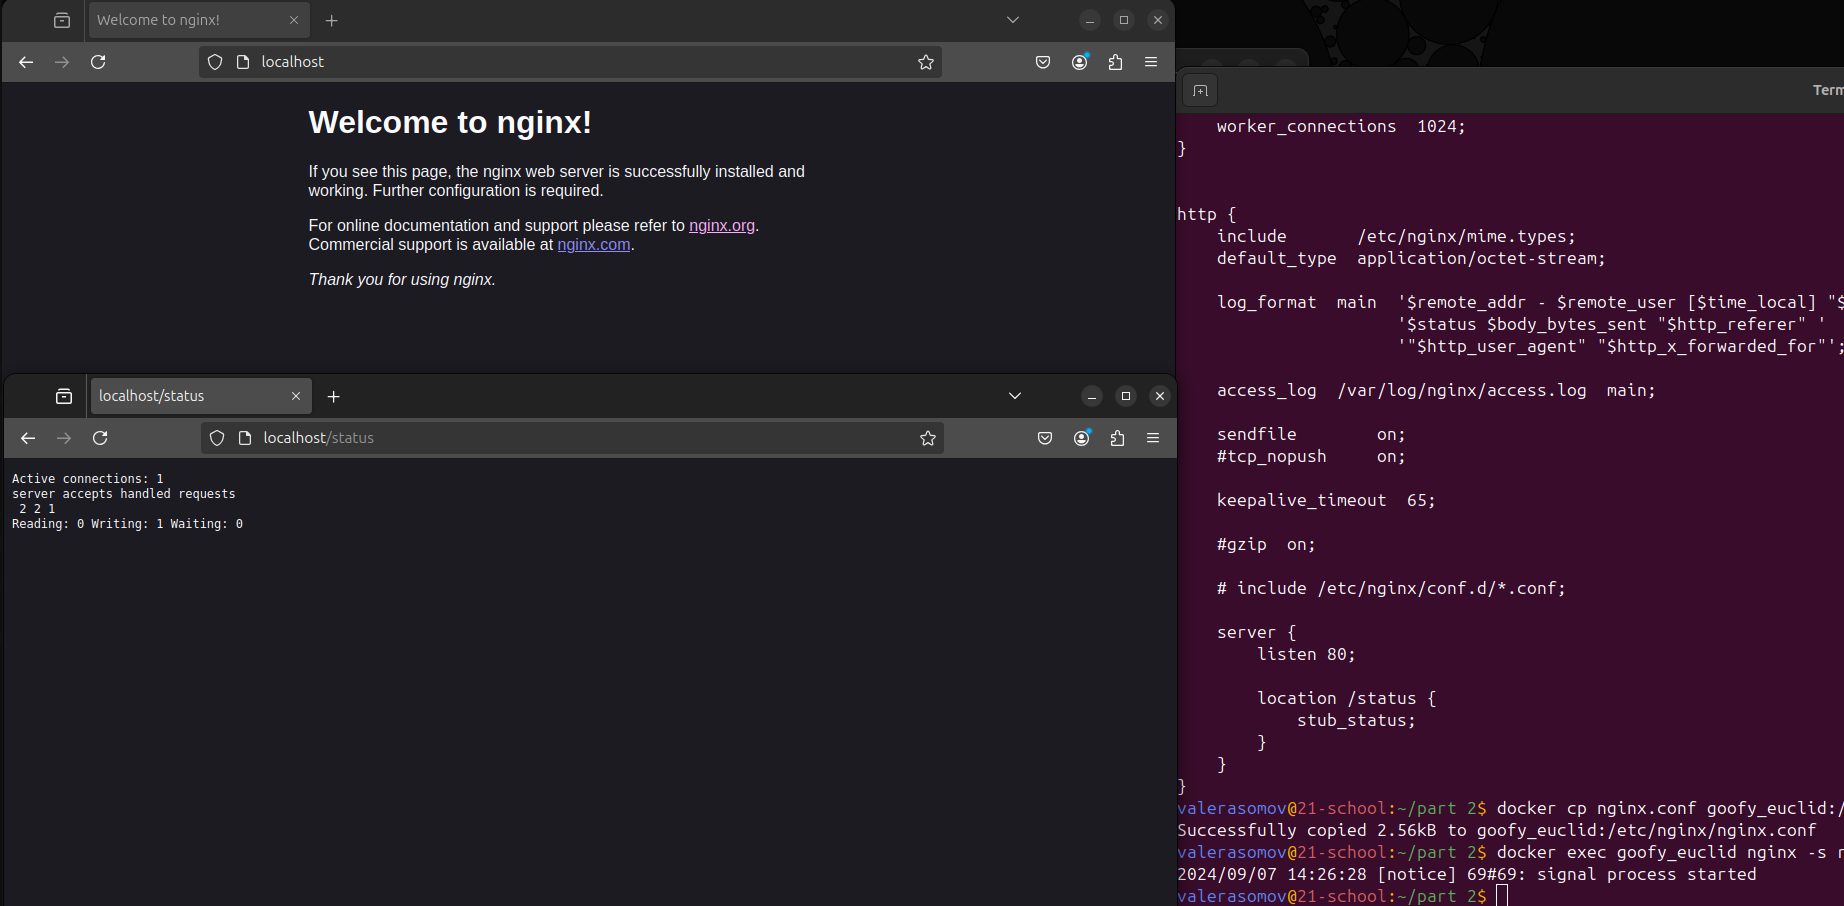 Welcome to nginx!
localhost
Welcome to nginx!
If you see this page, the nginx web server is successfully installed and
working. Further configuration is required.
For online documentation and support please refer to nginx.org.
Commercial support is available at nginx.com.
Thank you for using nginx.
localhost/status
localhost/status
Active connections: 1
server accepts handled requests
 2 2 1
Reading: 0 Writing: 1 Waiting: 0
    worker_connections  1024;
}
http {
    include       /etc/nginx/mime.types;
    default_type  application/octet-stream;
    log_format  main  '$remote_addr - $remote_user [$time_local] "$
                      '$status $body_bytes_sent "$http_referer" '
                      '"$http_user_agent" "$http_x_forwarded_for"';
    access_log  /var/log/nginx/access.log  main;
    sendfile        on;
    #tcp_nopush     on;
    keepalive_timeout  65;
    #gzip  on;
    # include /etc/nginx/conf.d/*.conf;
    server {
        listen 80;
        location /status {
            stub_status;
        }
    }
}
valerasomov@21-school:~/part 2$ docker cp nginx.conf goofy_euclid:/
Successfully copied 2.56kB to goofy_euclid:/etc/nginx/nginx.conf
valerasomov@21-school:~/part 2$ docker exec goofy_euclid nginx -s
2024/09/07 14:26:28 [notice] 69#69: signal process started
valerasomov@21-school:~/part 2$